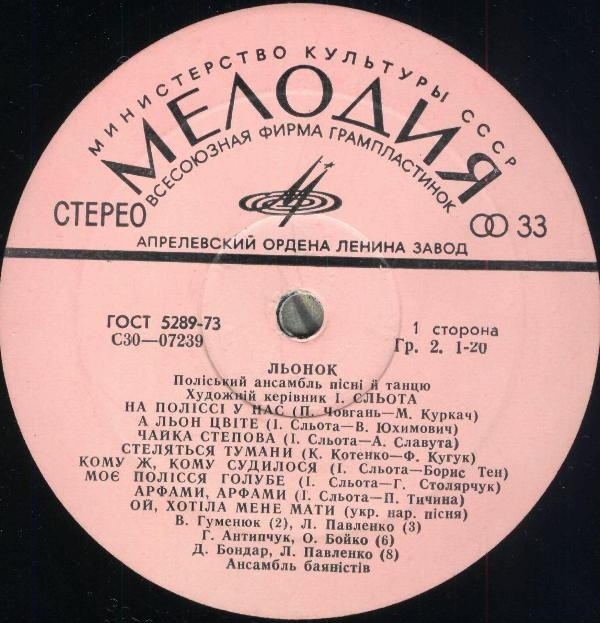 МИНИСТЕРСТВО КУЛЬТУРЫ СССР
МЕЛОДИЯ
ВСЕСОЮЗНАЯ ФИРМА ГРАМПЛАСТИНОК
СТЕРЕО
33
АПРЕЛЕВСКИЙ ОРДЕНА ЛЕНИНА ЗАВОД
ГОСТ 5289-73
С30—07239
1 сторона
Гр. 2. 1-20
ЛЬОНОК
Поліський ансамбль пісні й танцю
Художній керівник І. СЛЬОТА
НА ПОЛІССІ У НАС (П. Човгань—М. Куркач)
А ЛЬОН ЦВІТЕ (І. Сльота—В. Юхимович)
ЧАЙКА СТЕПОВА (І. Сльота—А. Славута)
СТЕЛЯТЬСЯ ТУМАНИ (К. Котенко—Ф. Кугук)
КОМУ Ж, КОМУ СУДИЛОСЯ (І. Сльота—Борис Тен)
МОЄ ПОЛІССЯ ГОЛУБЕ (І. Сльота—Г. Столярчук)
АРФАМИ, АРФАМИ (І. Сльота—П. Тичина)
ОЙ, ХОТІЛА МЕНЕ МАТИ (укр. нар. пісня)
В. Гуменюк (2), Л. Павленко (3)
Г. Антипчук, О. Бойко (6)
Д. Бондар, Л. Павленко (8)
Ансамбль баяністів